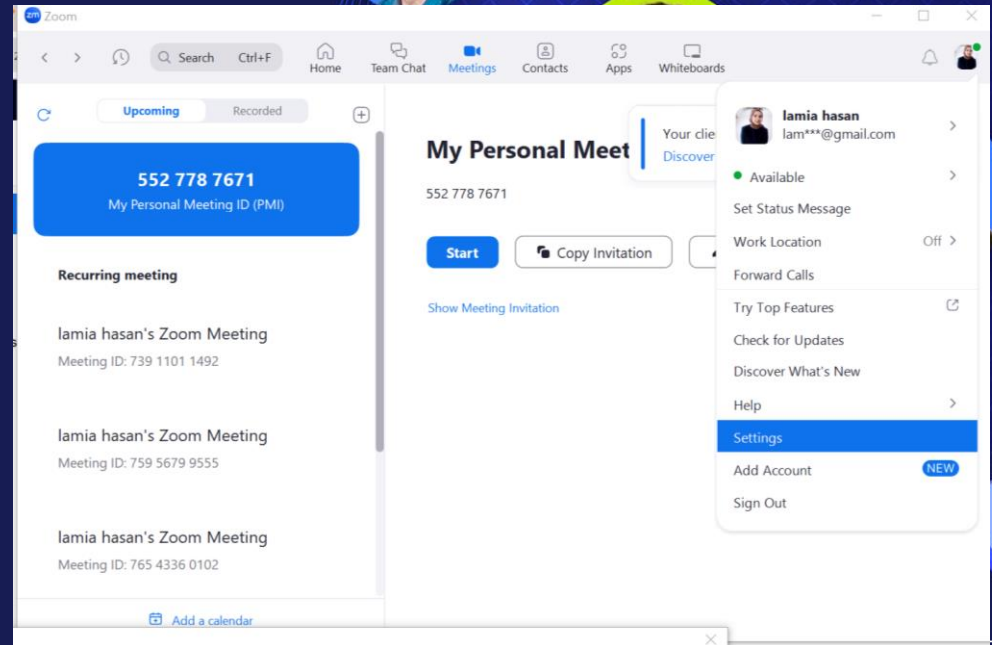 zm Zoom
Search Ctrl+F
Home
Team Chat
Meetings
Contacts
Apps
Whiteboards
Upcoming
Recorded
552 778 7671
My Personal Meeting ID (PMI)
Recurring meeting
lamia hasan's Zoom Meeting
Meeting ID: 739 1101 1492
lamia hasan's Zoom Meeting
Meeting ID: 759 5679 9555
lamia hasan's Zoom Meeting
Meeting ID: 765 4336 0102
Add a calendar
My Personal Meet
552 778 7671
Start
Copy Invitation
Show Meeting Invitation
Your clie
Discover
lamia hasan
lam***@gmail.com
Available
Set Status Message
Work Location Off
Forward Calls
Try Top Features
Check for Updates
Discover What's New
Help
Settings
Add Account NEW
Sign Out